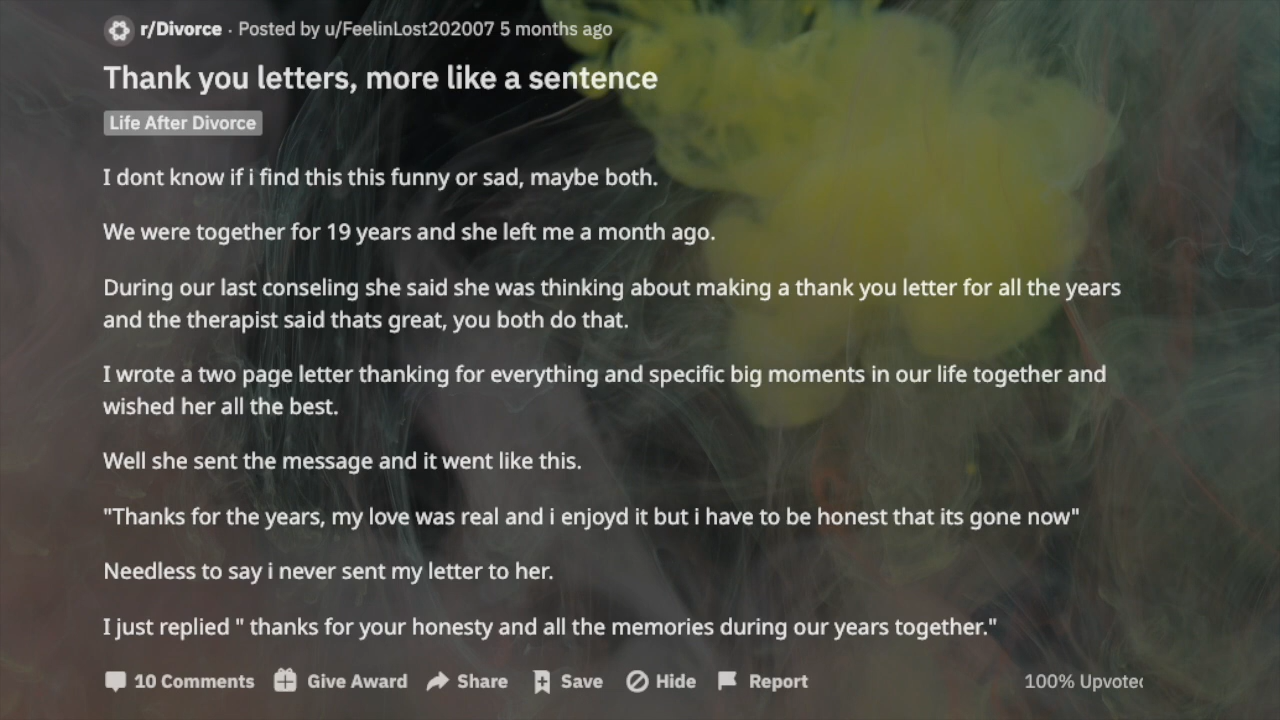 r/Divorce · Posted by u/FeelinLost202007 5 months ago
Thank you letters, more like a sentence
Life After Divorce
I dont know if i find this this funny or sad, maybe both.
We were together for 19 years and she left me a month ago.
During our last conseling she said she was thinking about making a thank you letter for all the years
and the therapist said thats great, you both do that.
I wrote a two page letter thanking for everything and specific big moments in our life together and
wished her all the best.
Well she sent the message and it went like this.
"Thanks for the years, my love was real and i enjoyd it but i have to be honest that its gone now"
Needless to say i never sent my letter to her.
I just replied " thanks for your honesty and all the memories during our years together."
10 Comments Give Award Share Save Hide Report 100% Upvoted